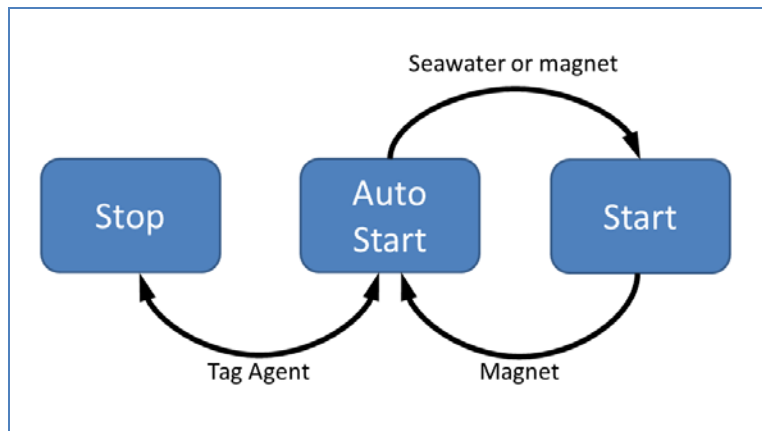 Seawater or magnet
Stop
Auto
Start
Start
Tag Agent
Magnet